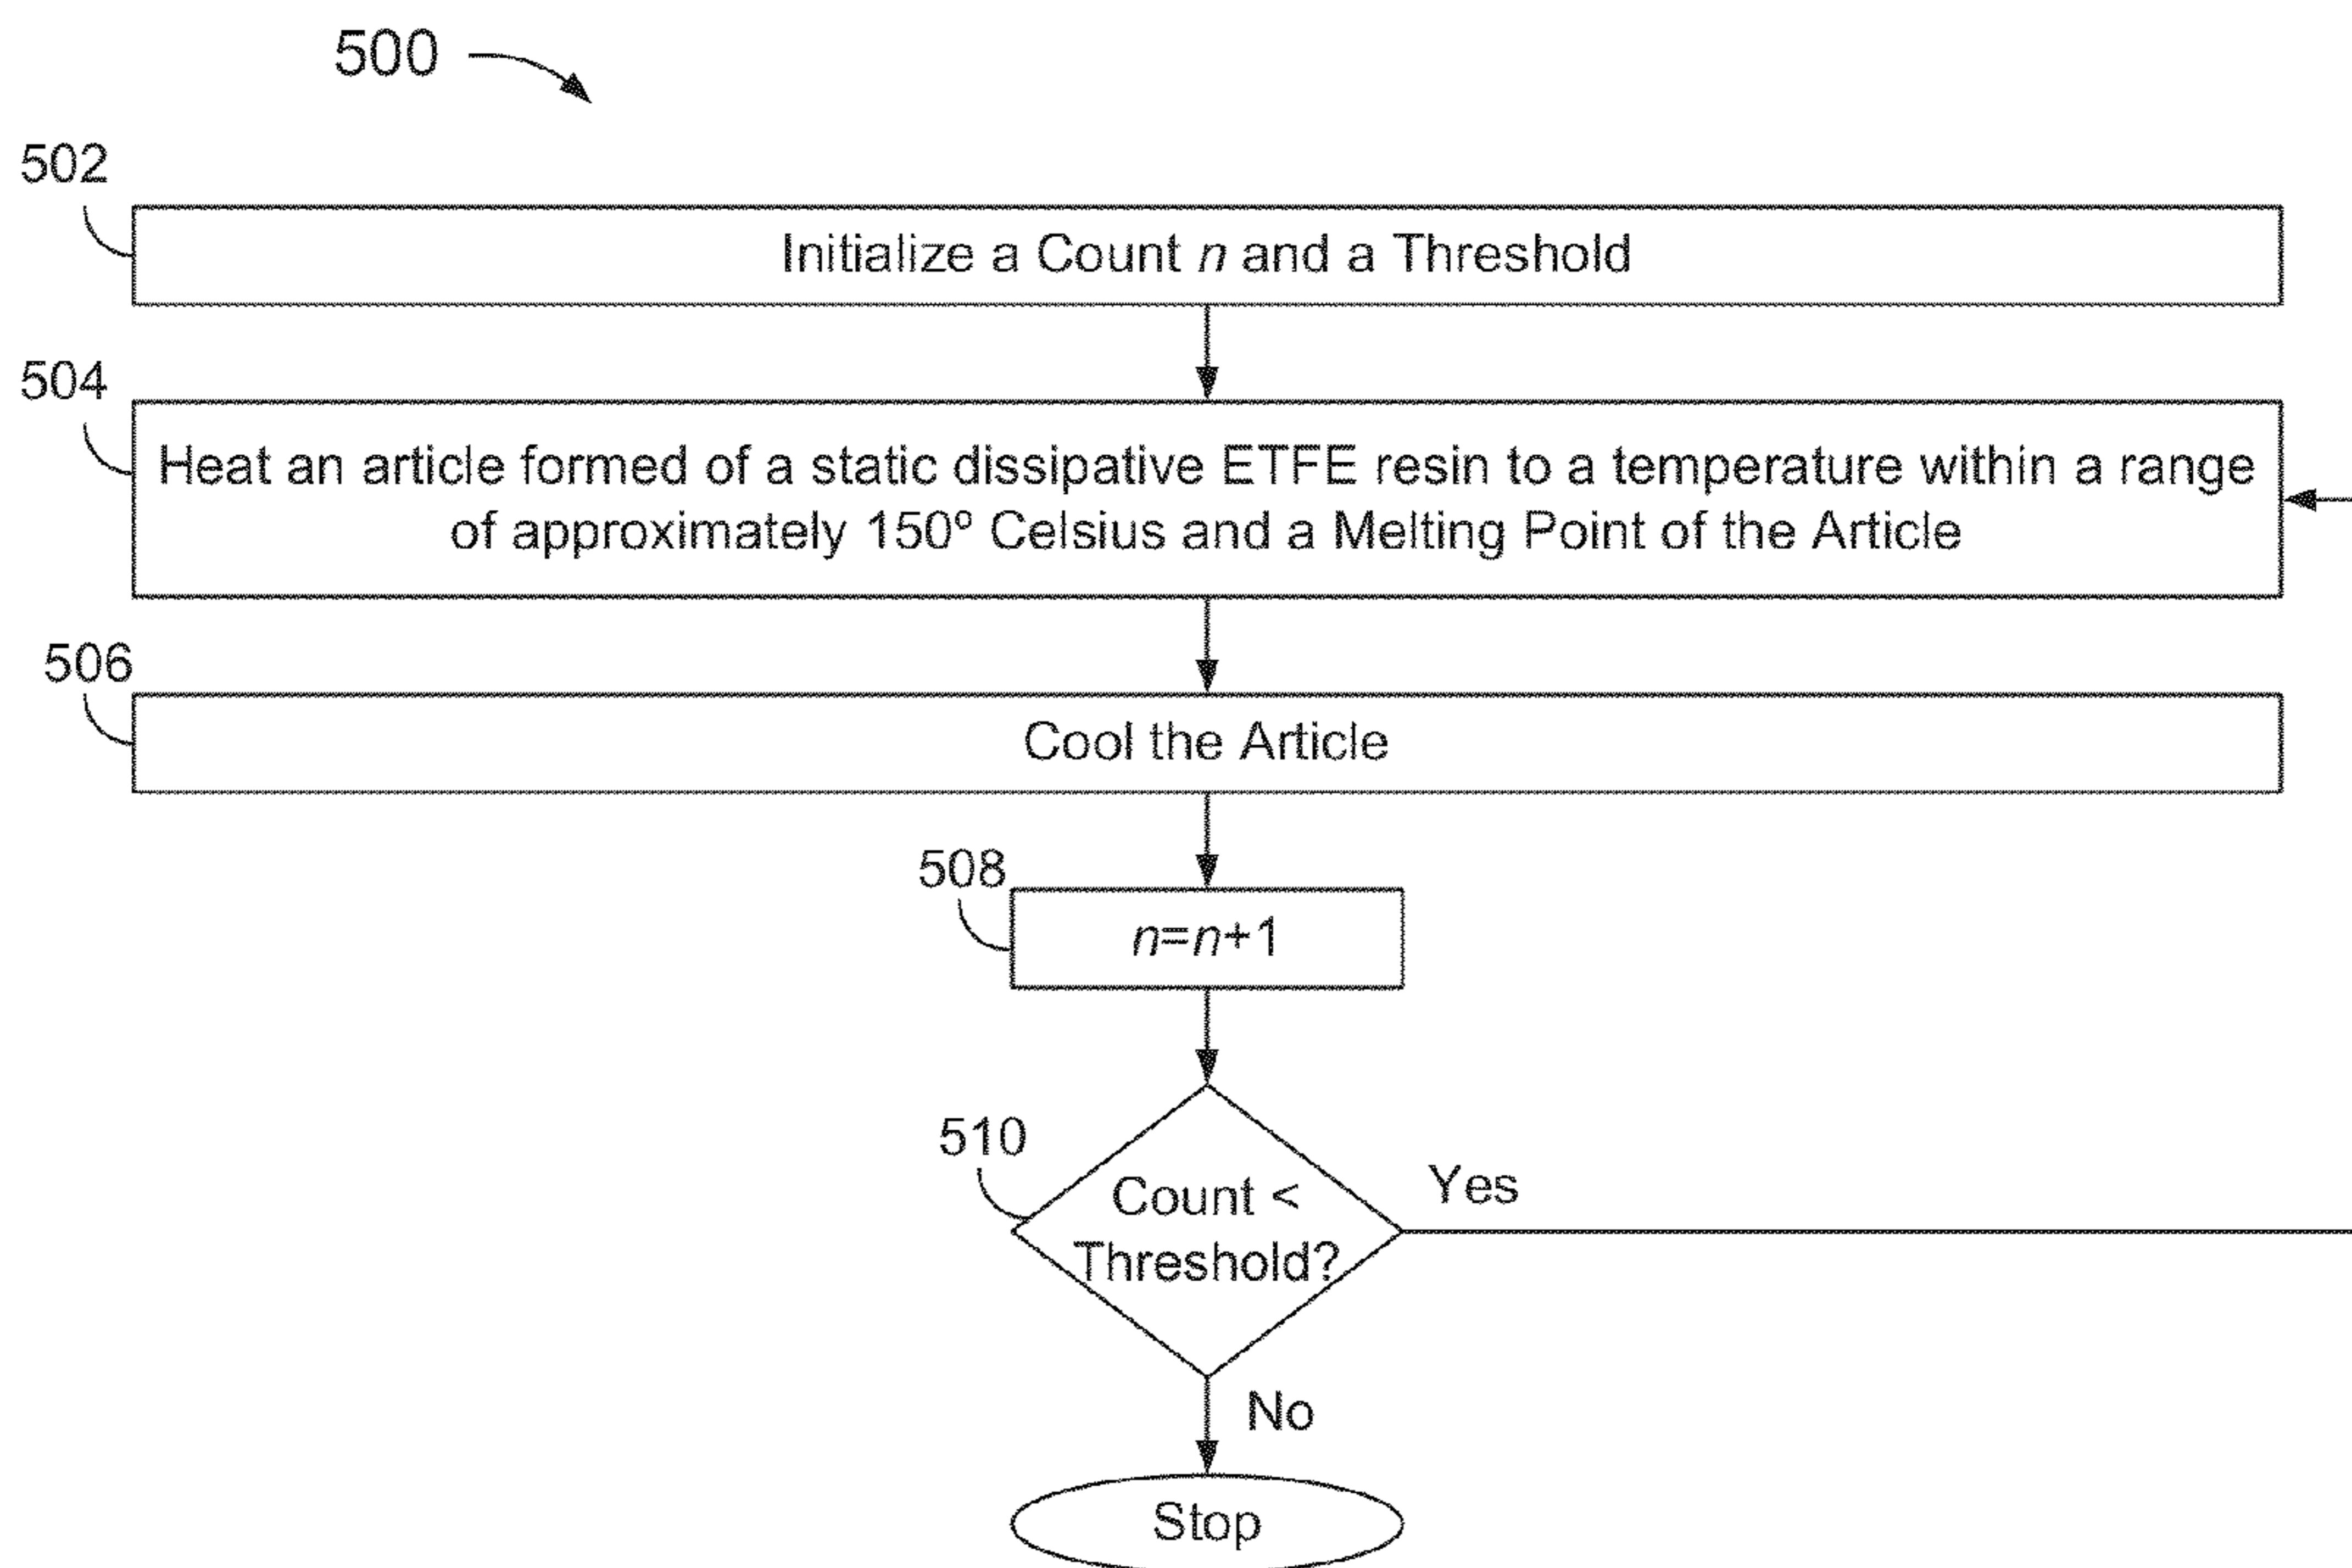 500
502
Initialize a Count n and a Threshold
504
Heat an article formed of a static dissipative ETFE resin to a temperature within a range
of approximately 150º Celsius and a Melting Point of the Article
506
Cool the Article
508
n=n+1
510
Count <
Threshold?
Yes
No
Stop